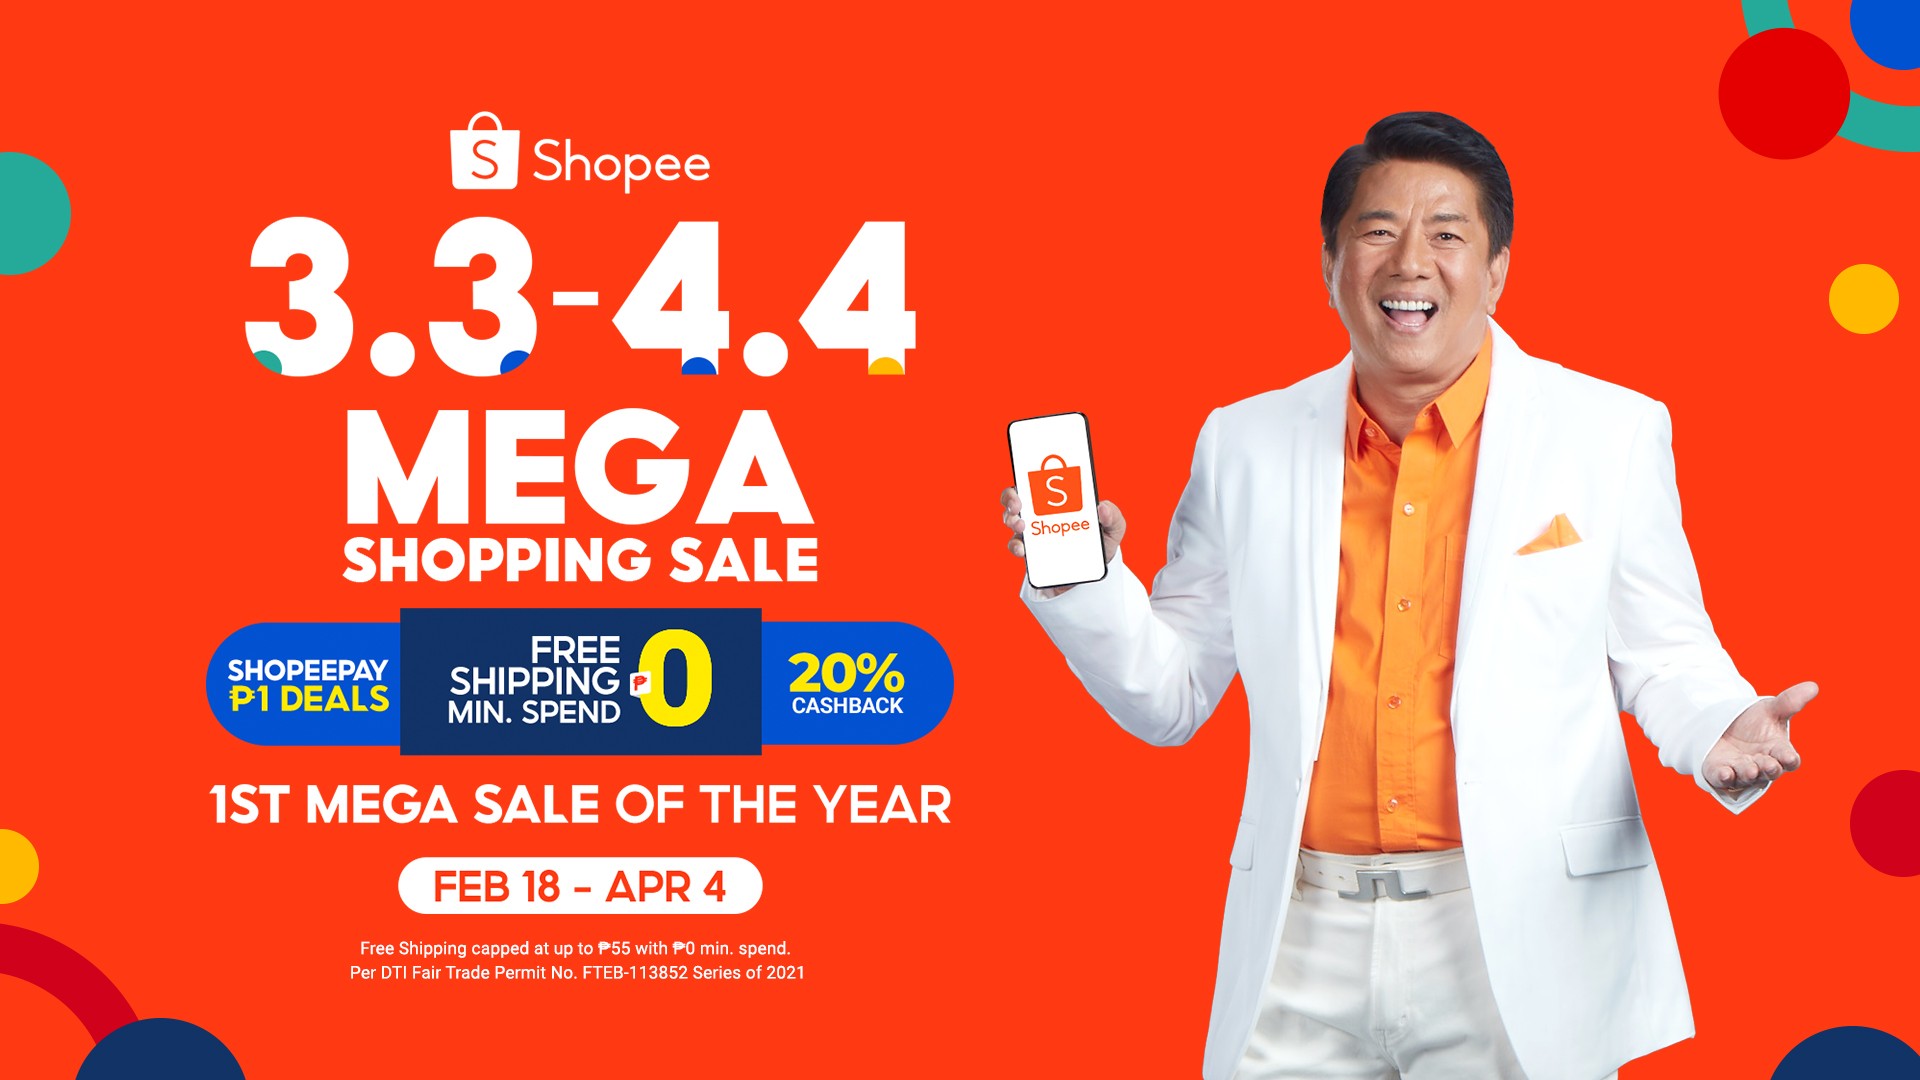 S Shopee
3.3-4.4
MEGA
SHOPPING SALE
SHOPEEPAY
₱1 DEALS
FREE
SHIPPING
MIN. SPEND
₱0
20%
CASHBACK
1ST MEGA SALE OF THE YEAR
FEB 18 - APR 4
Free Shipping capped at up to ₱55 with ₱0 min. spend.
Per DTI Fair Trade Permit No. FTEB-113852 Series of 2021
S
Shopee